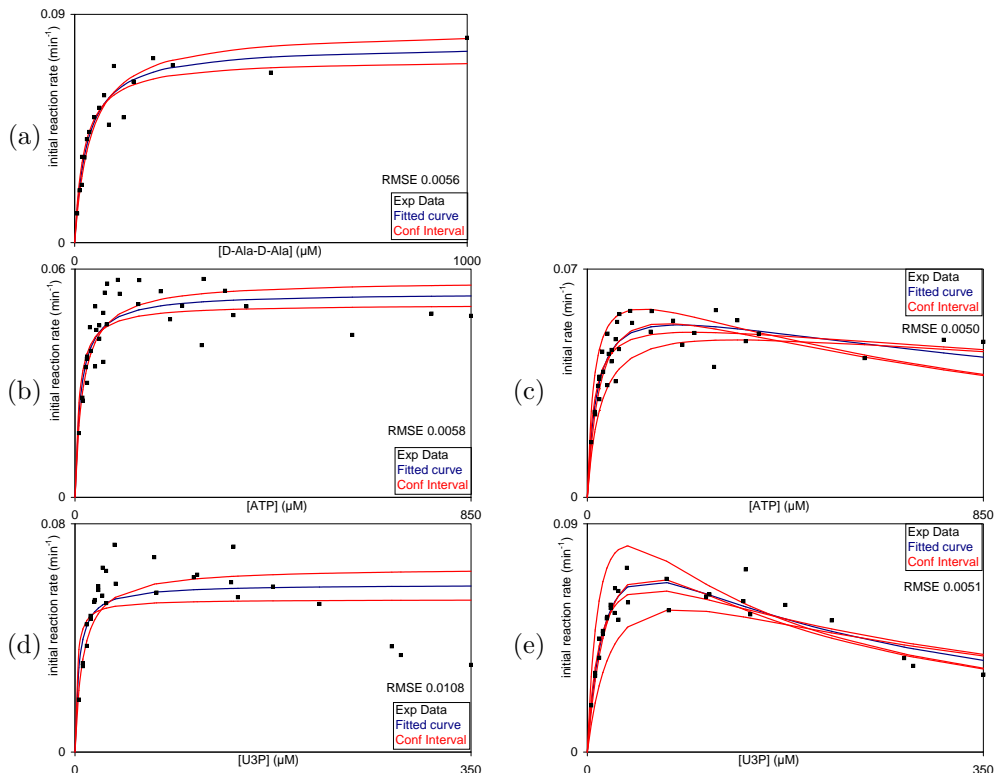 (a)
initial reaction rate (min-1)
0.09
0
RMSE 0.0056
Exp Data
Fitted curve
Conf Interval
0
[D-Ala-D-Ala] (µM)
1000
(b)
initial reaction rate (min-1)
0.06
0
RMSE 0.0058
Exp Data
Fitted curve
Conf Interval
0
[ATP] (µM)
850
(c)
initial rate (min-1)
0.07
0
Exp Data
Fitted curve
Conf Interval
RMSE 0.0050
0
[ATP] (µM)
850
(d)
initial reaction rate (min-1)
0.08
0
RMSE 0.0108
Exp Data
Fitted curve
Conf Interval
0
[U3P] (µM)
350
(e)
initial reaction rate (min-1)
0.09
0
Exp Data
Fitted curve
Conf Interval
RMSE 0.0051
0
[U3P] (µM)
350